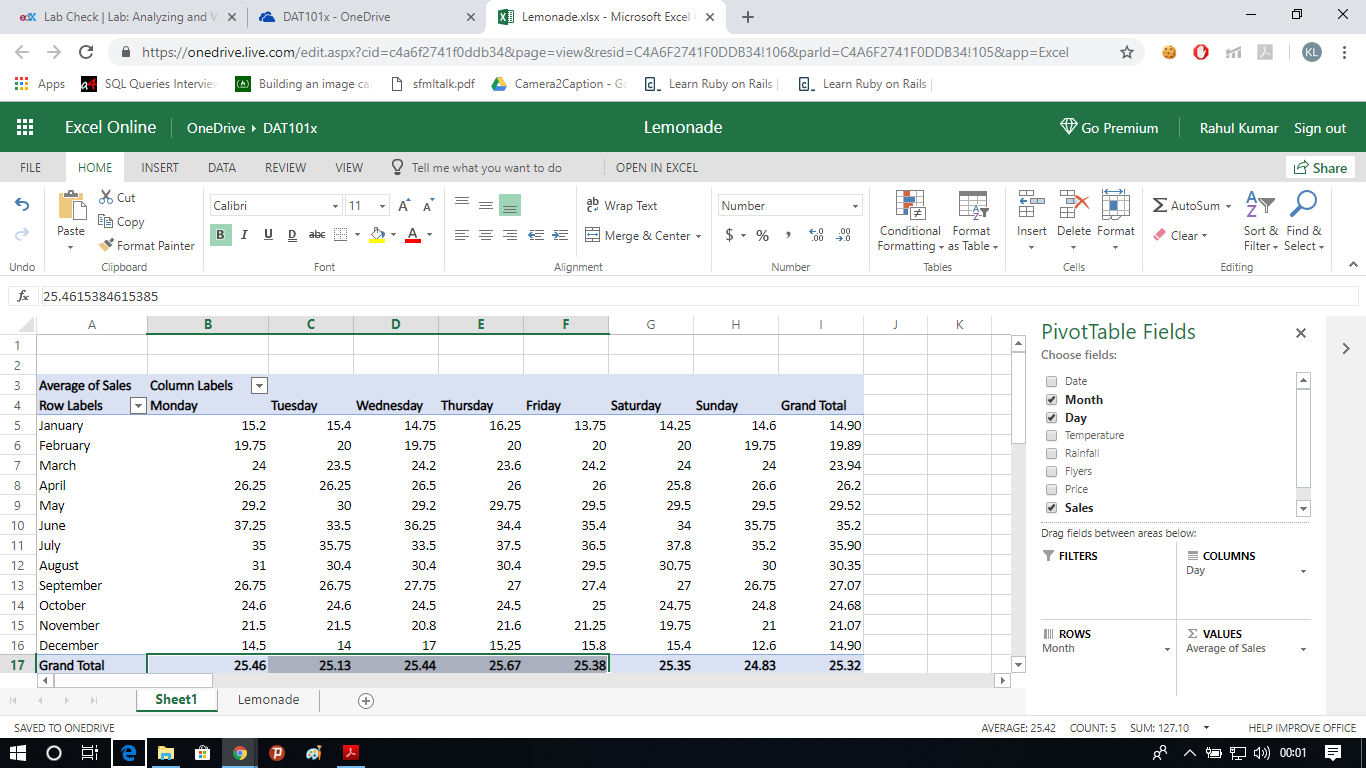 edX Lab Check | Lab: Analyzing and V
DAT101x - OneDrive
Lemonade.xlsx - Microsoft Excel
https://onedrive.live.com/edit.aspx?cid=c4a6f2741f0ddb34&page=view&resid=C4A6F2741F0DDB34!106&parId=C4A6F2741F0DDB34!105&app=Excel
KL
Apps
a4 SQL Queries Interview
Building an image ca
sfmltalk.pdf
Camera2Caption - Go
Learn Ruby on Rails |
Learn Ruby on Rails |
Excel Online
OneDrive DAT101x
Lemonade
Go Premium
Rahul Kumar Sign out
FILE HOME INSERT DATA REVIEW VIEW Tell me what you want to do OPEN IN EXCEL Share
Cut
Copy
Format Painter
Paste
Calibri 11
B I U D abc A
Wrap Text
Merge & Center
Number
$ % , .00 .00
Conditional Formatting
Format as Table
Insert Delete Format
AutoSum
Clear
Sort & Filter
Find & Select
Undo Clipboard Font Alignment Number Tables Cells Editing
fx 25.4615384615385
A B C D E F G H I J K
1
2
3 Average of Sales Column Labels
4 Row Labels Monday Tuesday Wednesday Thursday Friday Saturday Sunday Grand Total
5 January 15.2 15.4 14.75 16.25 13.75 14.25 14.6 14.90
6 February 19.75 20 19.75 20 20 20 19.75 19.89
7 March 24 23.5 24.2 23.6 24.2 24 24 23.94
8 April 26.25 26.25 26.5 26 26 25.8 26.6 26.2
9 May 29.2 30 29.2 29.75 29.5 29.5 29.5 29.52
10 June 37.25 33.5 36.25 34.4 35.4 34 35.75 35.2
11 July 35 35.75 33.5 37.5 36.5 37.8 35.2 35.90
12 August 31 30.4 30.4 30.4 29.5 30.75 30 30.35
13 September 26.75 26.75 27.75 27 27.4 27 26.75 27.07
14 October 24.6 24.6 24.5 24.5 25 24.75 24.8 24.68
15 November 21.5 21.5 20.8 21.6 21.25 19.75 21 21.07
16 December 14.5 14 17 15.25 15.8 15.4 12.6 14.90
17 Grand Total 25.46 25.13 25.44 25.67 25.38 25.35 24.83 25.32
PivotTable Fields
Choose fields:
Date
Month
Day
Temperature
Rainfall
Flyers
Price
Sales
Drag fields between areas below:
FILTERS
COLUMNS
Day
ROWS
Month
Σ VALUES
Average of Sales
Sheet1 Lemonade
SAVED TO ONEDRIVE
AVERAGE: 25.42 COUNT: 5 SUM: 127.10
HELP IMPROVE OFFICE
00:01